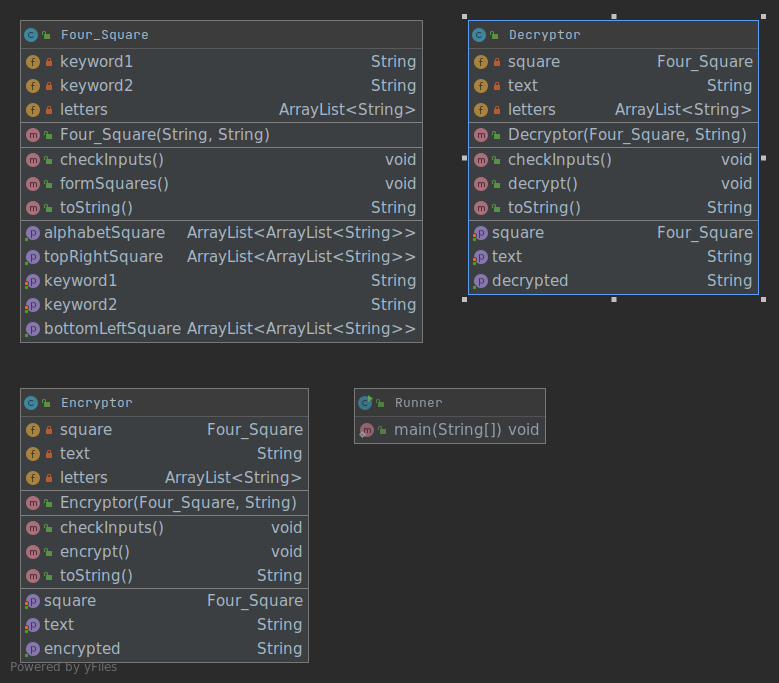 Four_Square
keyword1 String
keyword2 String
letters ArrayList<String>
Four_Square(String, String)
checkInputs() void
formSquares() void
toString() String
alphabetSquare ArrayList<ArrayList<String>>
topRightSquare ArrayList<ArrayList<String>>
keyword1 String
keyword2 String
bottomLeftSquare ArrayList<ArrayList<String>>
Decryptor
square Four_Square
text String
letters ArrayList<String>
Decryptor(Four_Square, String)
checkInputs() void
decrypt() void
toString() String
square Four_Square
text String
decrypted String
Encryptor
square Four_Square
text String
letters ArrayList<String>
Encryptor(Four_Square, String)
checkInputs() void
encrypt() void
toString() String
square Four_Square
text String
encrypted String
Runner
main(String[]) void
Powered by yFiles